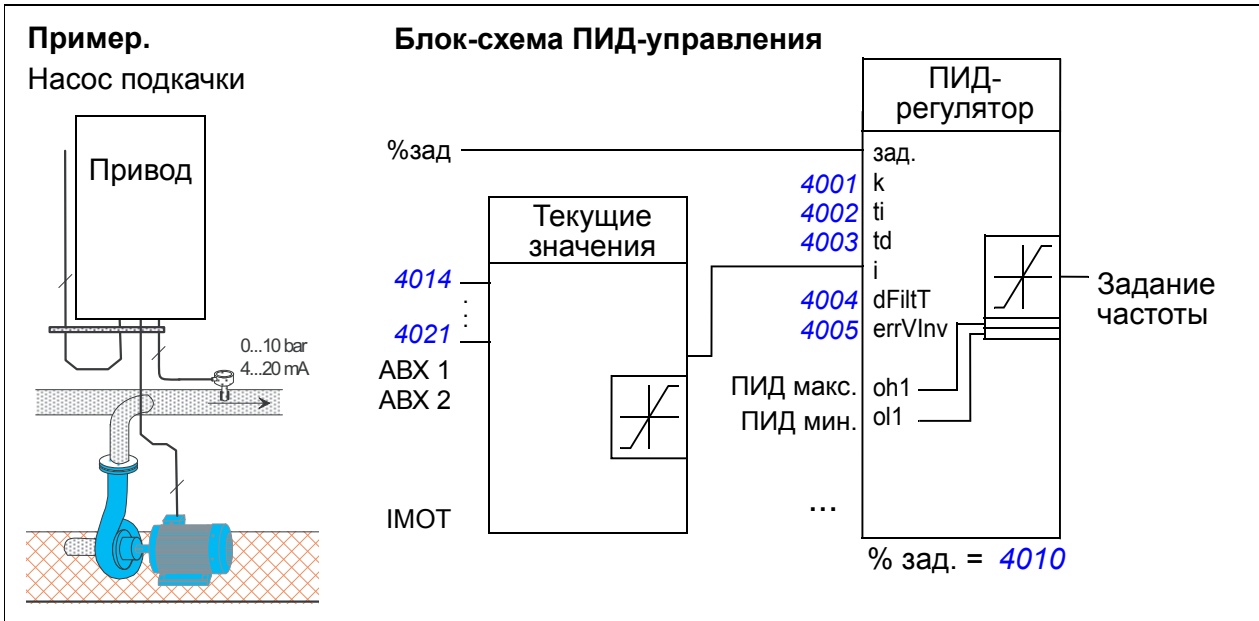 Пример.
Насос подкачки
Привод
0...10 bar
4...20 mA
Блок-схема ПИД-управления
%зад
Текущие
значения
4014
.
.
.
4021
АВХ 1
АВХ 2
IMOT
ПИД-
регулятор
зад.
4001 k
4002 ti
4003 td
i
4004 dFiltT
4005 errVInv
ПИД макс. oh1
ПИД мин. ol1
...
Задание
частоты
% зад. = 4010